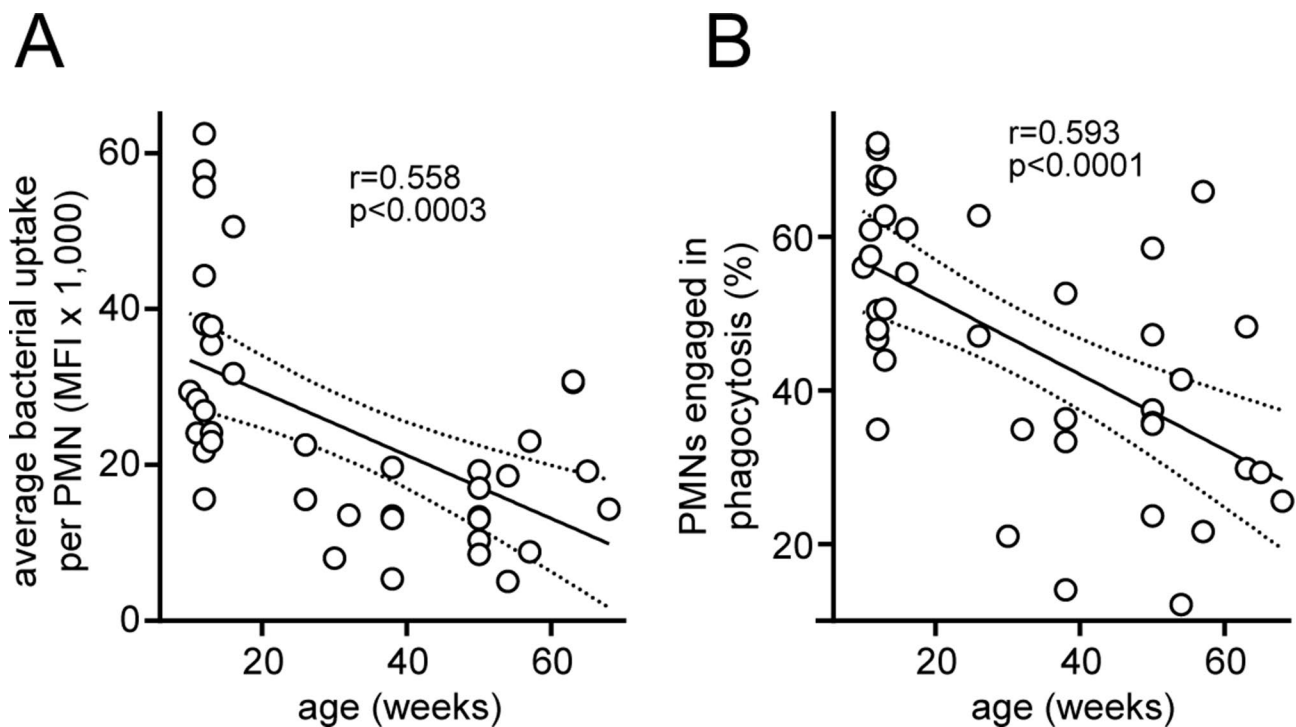 A
average bacterial uptake
per PMN (MFI x 1,000)
60
40
20
0
r=0.558
p<0.0003
20
40
60
age (weeks)
B
PMNs engaged in
phagocytosis (%)
60
40
20
r=0.593
p<0.0001
20
40
60
age (weeks)